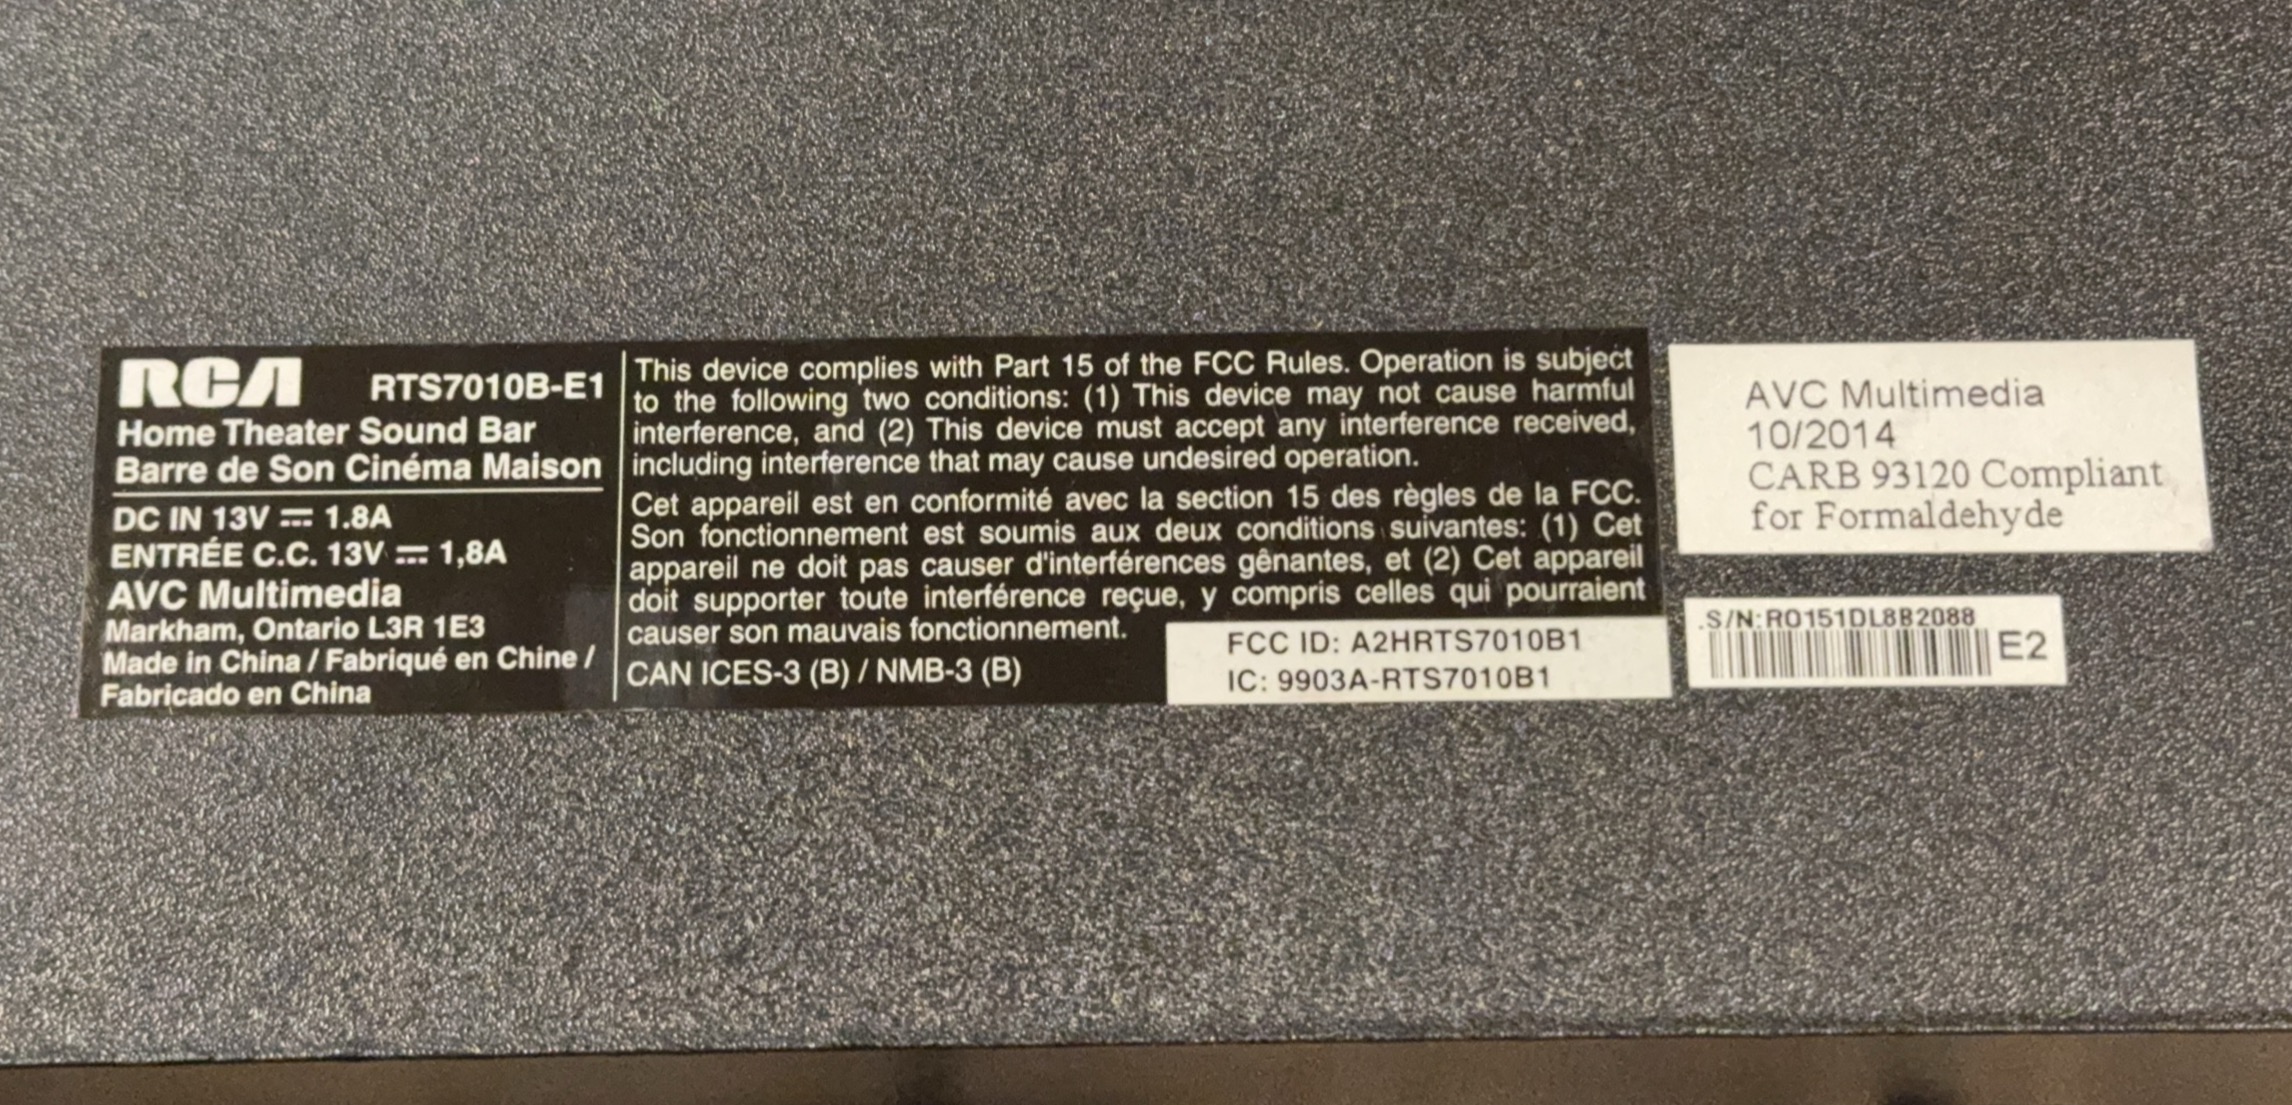 RCA RTS7010B-E1
Home Theater Sound Bar
Barre de Son Cinéma Maison
DC IN 13V ⎓ 1.8A
ENTRÉE C.C. 13V ⎓ 1,8A
AVC Multimedia
Markham, Ontario L3R 1E3
Made in China / Fabriqué en Chine /
Fabricado en China
This device complies with Part 15 of the FCC Rules. Operation is subject
to the following two conditions: (1) This device may not cause harmful
interference, and (2) This device must accept any interference received,
including interference that may cause undesired operation.
Cet appareil est en conformité avec la section 15 des règles de la FCC.
Son fonctionnement est soumis aux deux conditions suivantes: (1) Cet
appareil ne doit pas causer d'interférences gênantes, et (2) Cet appareil
doit supporter toute interférence reçue, y compris celles qui pourraient
causer son mauvais fonctionnement.
CAN ICES-3 (B) / NMB-3 (B)
FCC ID: A2HRTS7010B1
IC: 9903A-RTS7010B1
AVC Multimedia
10/2014
CARB 93120 Compliant
for Formaldehyde
S/N:RO151DL8B2088
E2